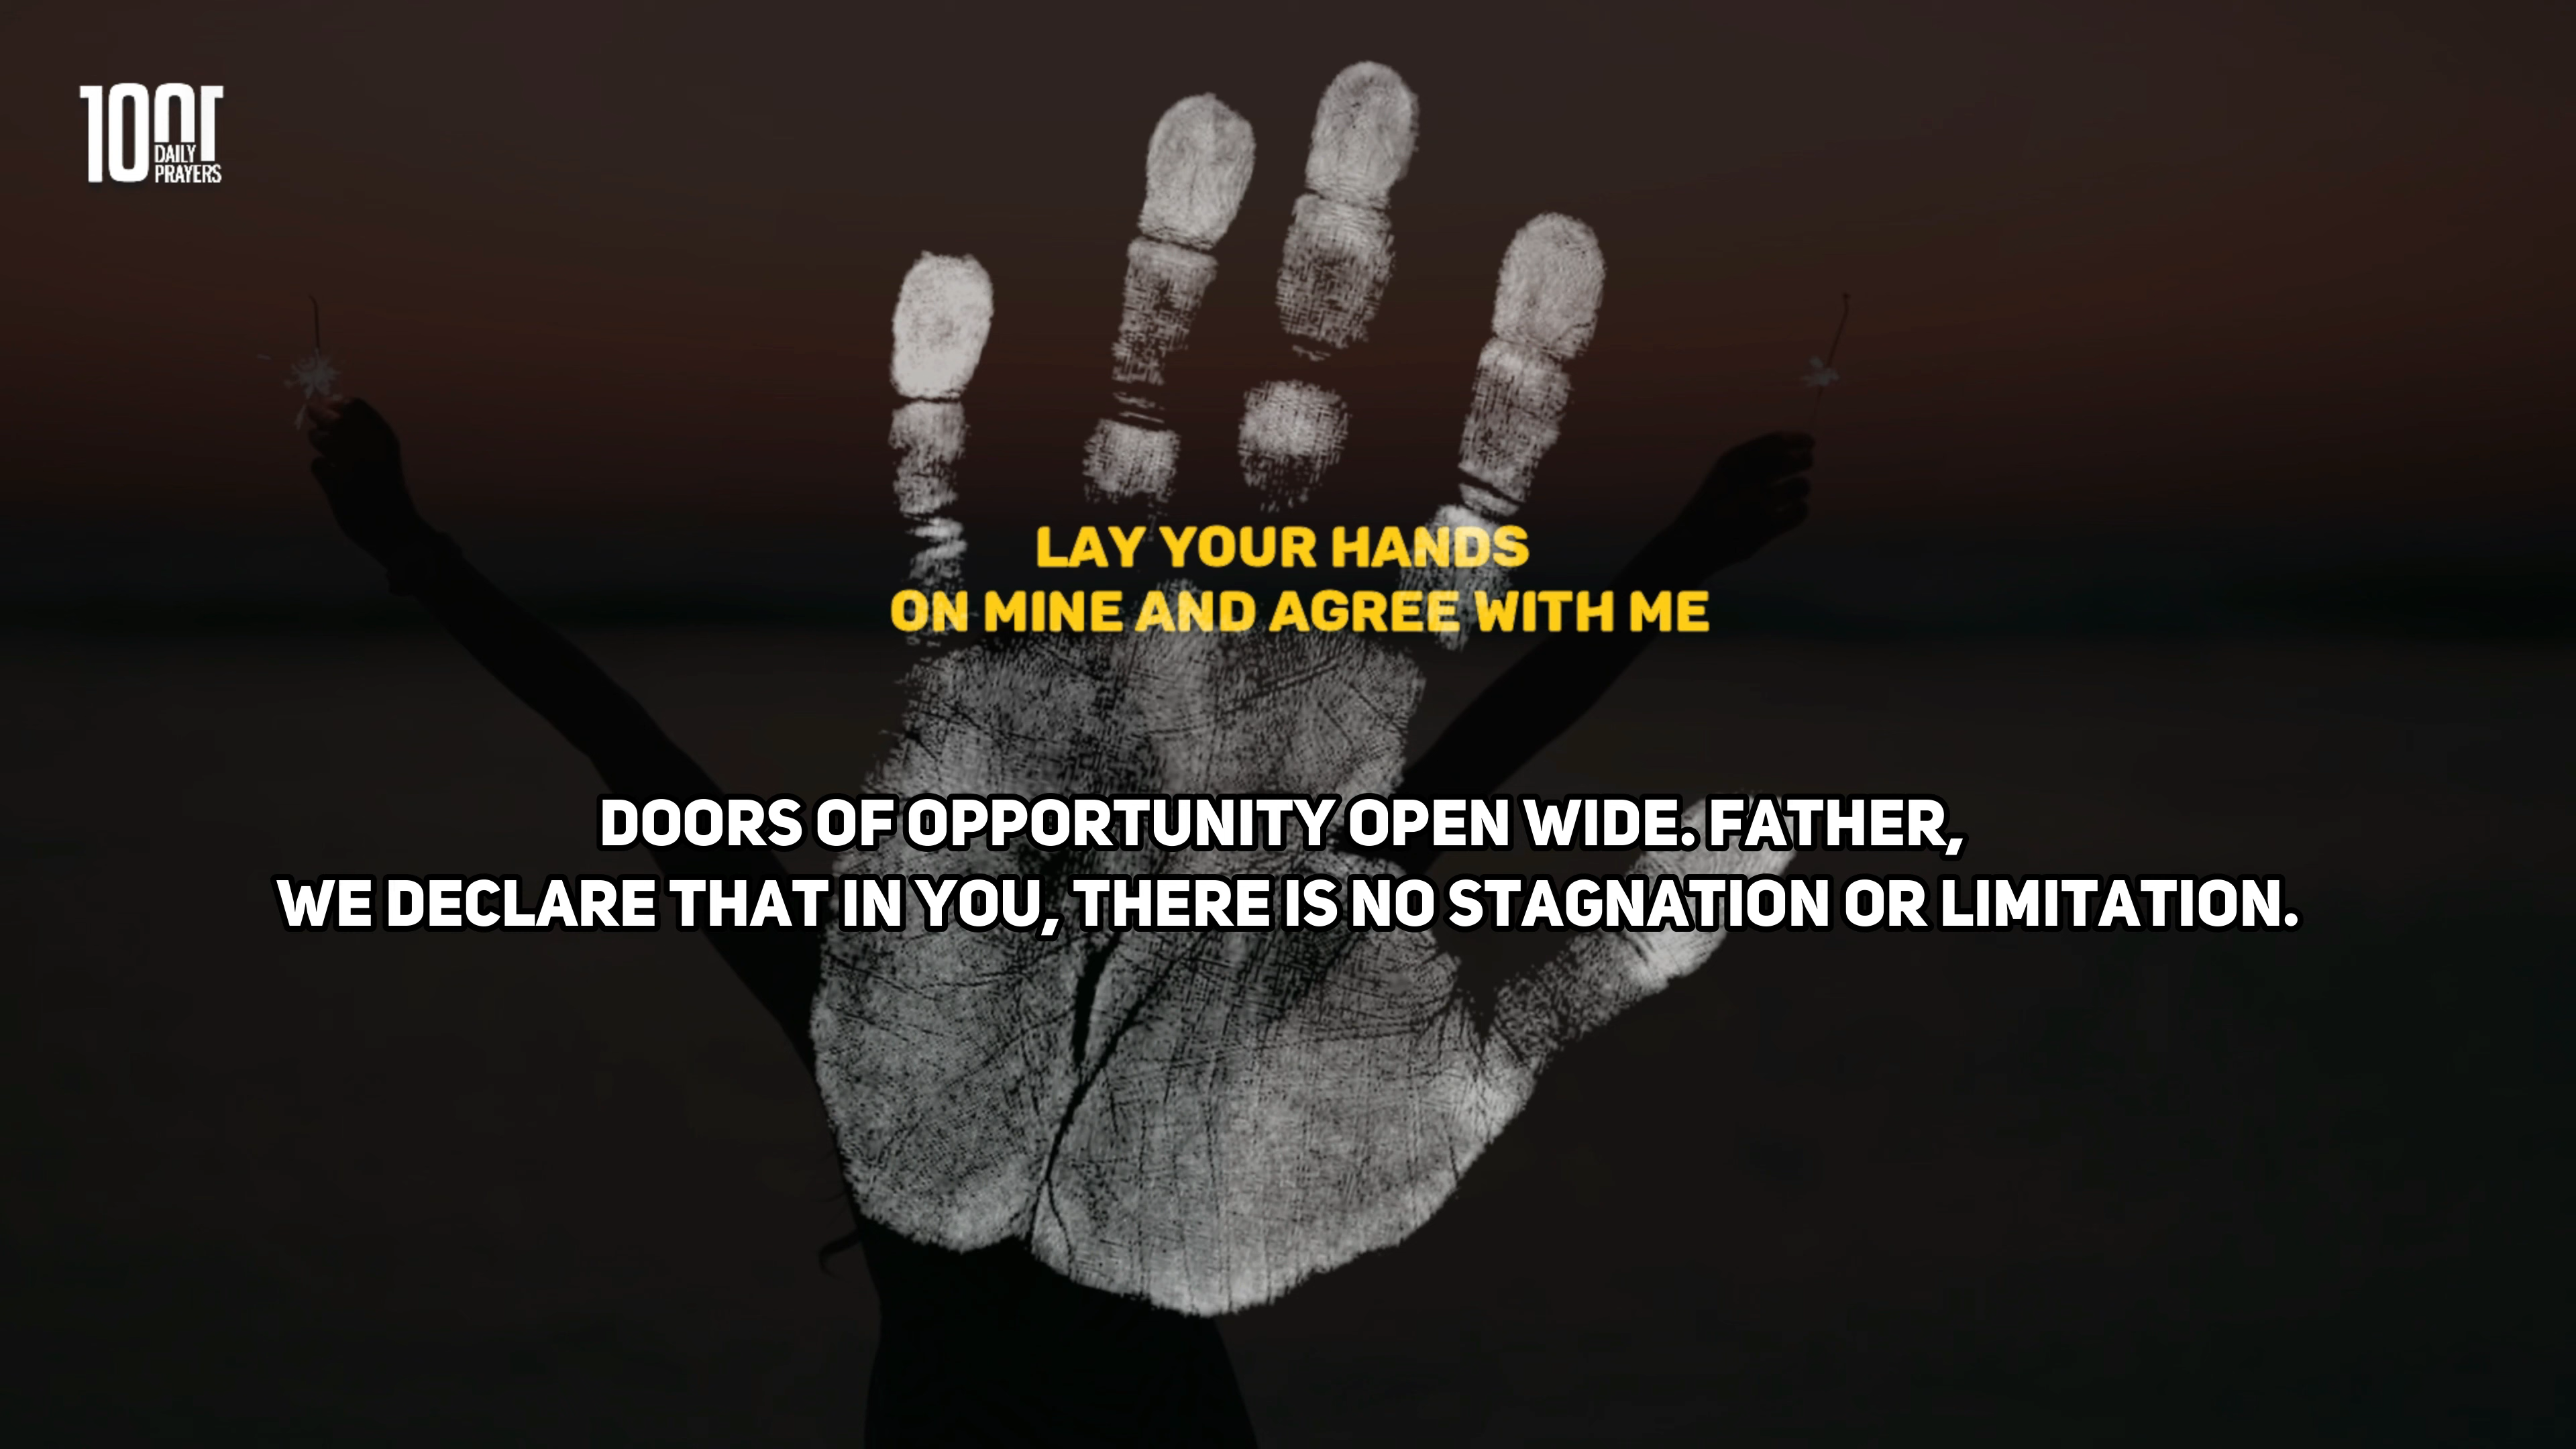 1001
DAILY
PRAYERS
LAY YOUR HANDS
ON MINE AND AGREE WITH ME
DOORS OF OPPORTUNITY OPEN WIDE. FATHER,
WE DECLARE THAT IN YOU, THERE IS NO STAGNATION OR LIMITATION.